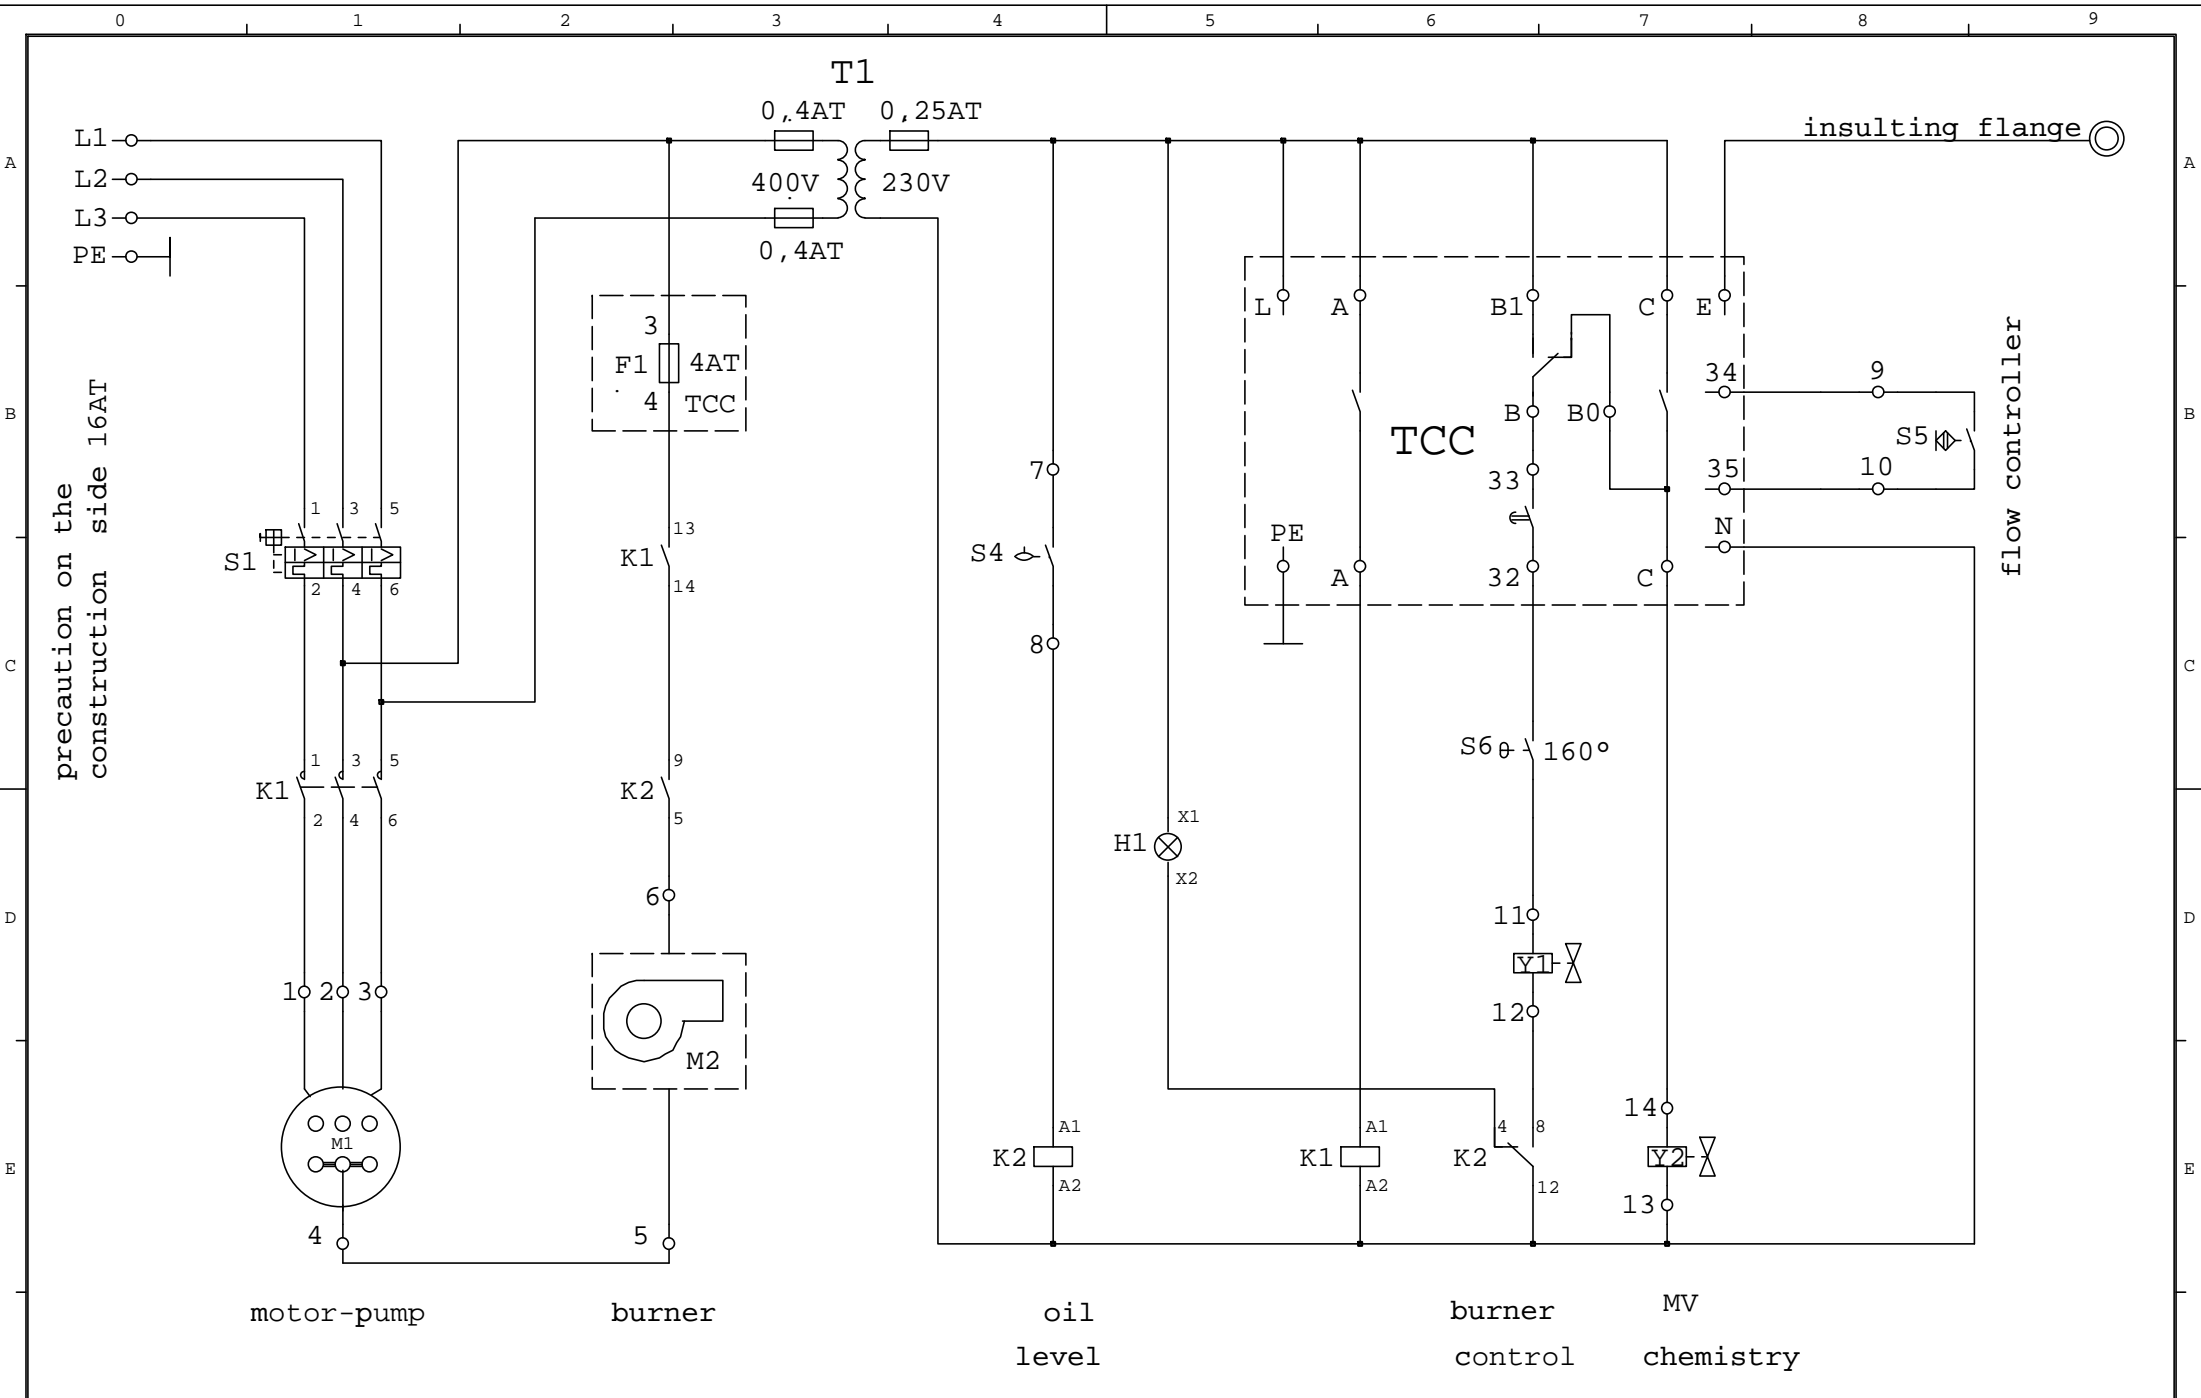 0 1 2 3 4 5 6 7 8 9
T1
0,4AT 0,25AT
insulting flange
L1
A A
L2 400V 230V
L3
PE 0,4AT
L A B1 C E
3
F1 4AT
4 TCC
34 9
B B0
B B
TCC
S5
35 10
7 33
flow controller
precaution on the
construction side 16AT
1 3 5
13
K1
14
S1
2 4 6
S4
PE N
A 32 C
8
C C
S6 160°
1 3 5
9
K1 K2
2 4 6 5
X1
H1
X2
6
11
D D
Y1
1 2 3
12
M2
14
M1
A1 A1 4 8
K2 K1 K2 Y2
E E
A2 A2 12
13
4 5
motor-pump burner oil burner MV
level control chemistry